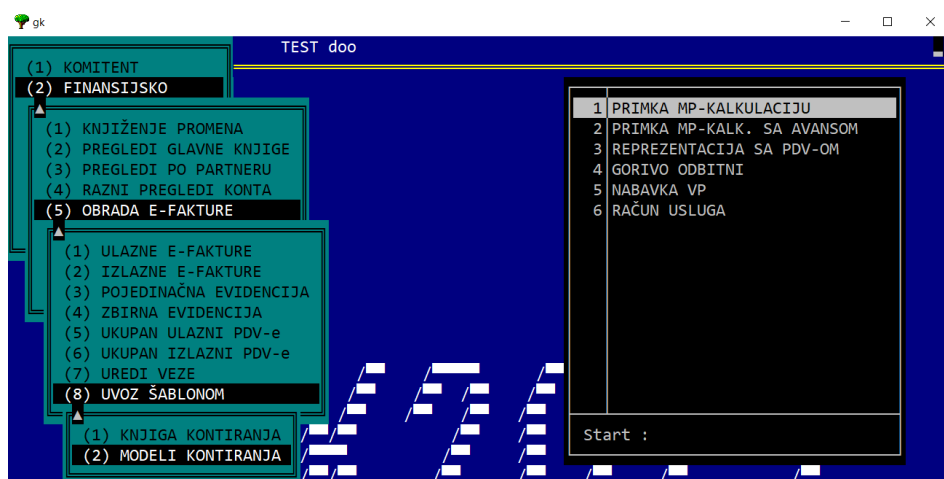 gk
TEST doo
(1) KOMITENT
(2) FINANSIJSKO
(1) KNJIŽENJE PROMENA
(2) PREGLEDI GLAVNE KNJIGE
(3) PREGLEDI PO PARTNERU
(4) RAZNI PREGLEDI KONTA
(5) OBRADA E-FAKTURE
(1) ULAZNE E-FAKTURE
(2) IZLAZNE E-FAKTURE
(3) POJEDINAČNA EVIDENCIJA
(4) ZBIRNA EVIDENCIJA
(5) UKUPAN ULAZNI PDV-e
(6) UKUPAN IZLAZNI PDV-e
(7) UREDI VEZE
(8) UVOZ ŠABLONOM
(1) KNJIGA KONTIRANJA
(2) MODELI KONTIRANJA
1 PRIMKA MP-KALKULACIJU
2 PRIMKA MP-KALK. SA AVANSOM
3 REPREZENTACIJA SA PDV-OM
4 GORIVO ODBITNI
5 NABAVKA VP
6 RAČUN USLUGA
Start :